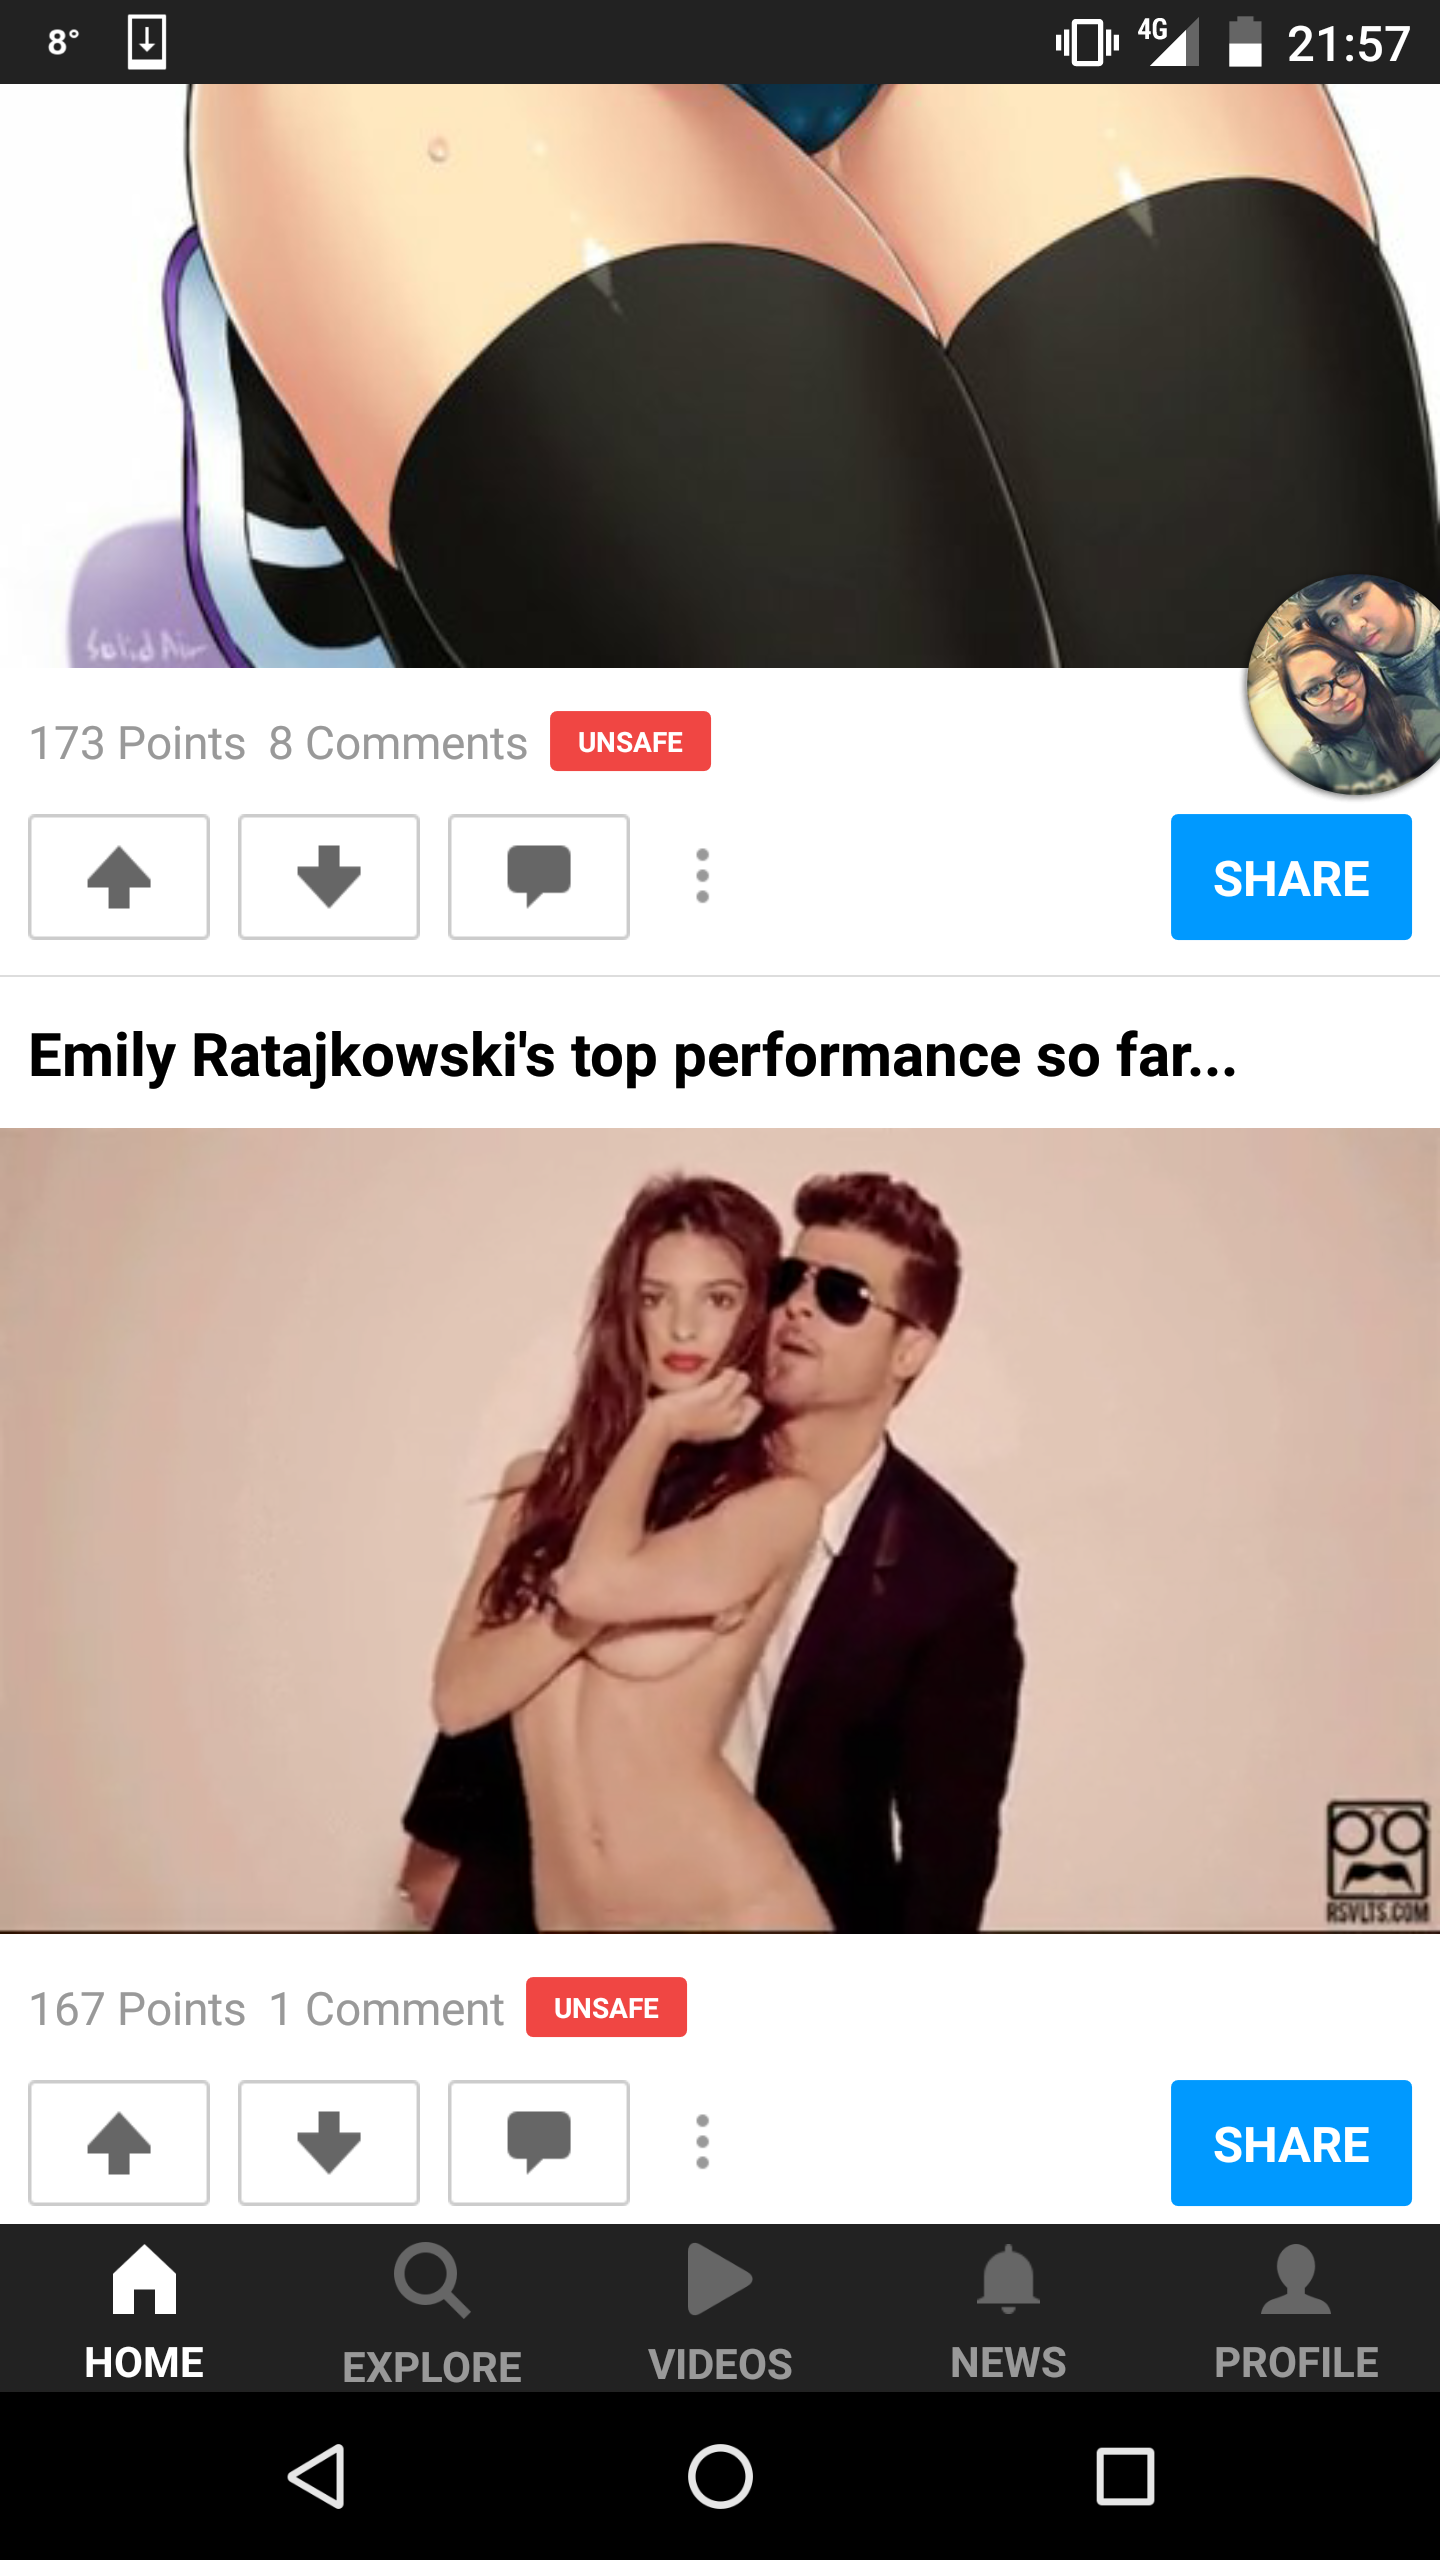 8°
4G
21:57
Solid Air
173 Points 8 Comments UNSAFE
SHARE
Emily Ratajkowski's top performance so far...
RSVLTS.COM
167 Points 1 Comment UNSAFE
SHARE
HOME
EXPLORE
VIDEOS
NEWS
PROFILE